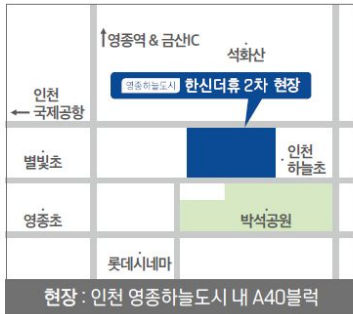 ↑영종역 & 금산IC
석화산
영종하늘도시 한신더휴 2차 현장
인천
← 국제공항
별빛초
인천
하늘초
영종초
박석공원
롯데시네마
현장 : 인천 영종하늘도시 내 A40블럭